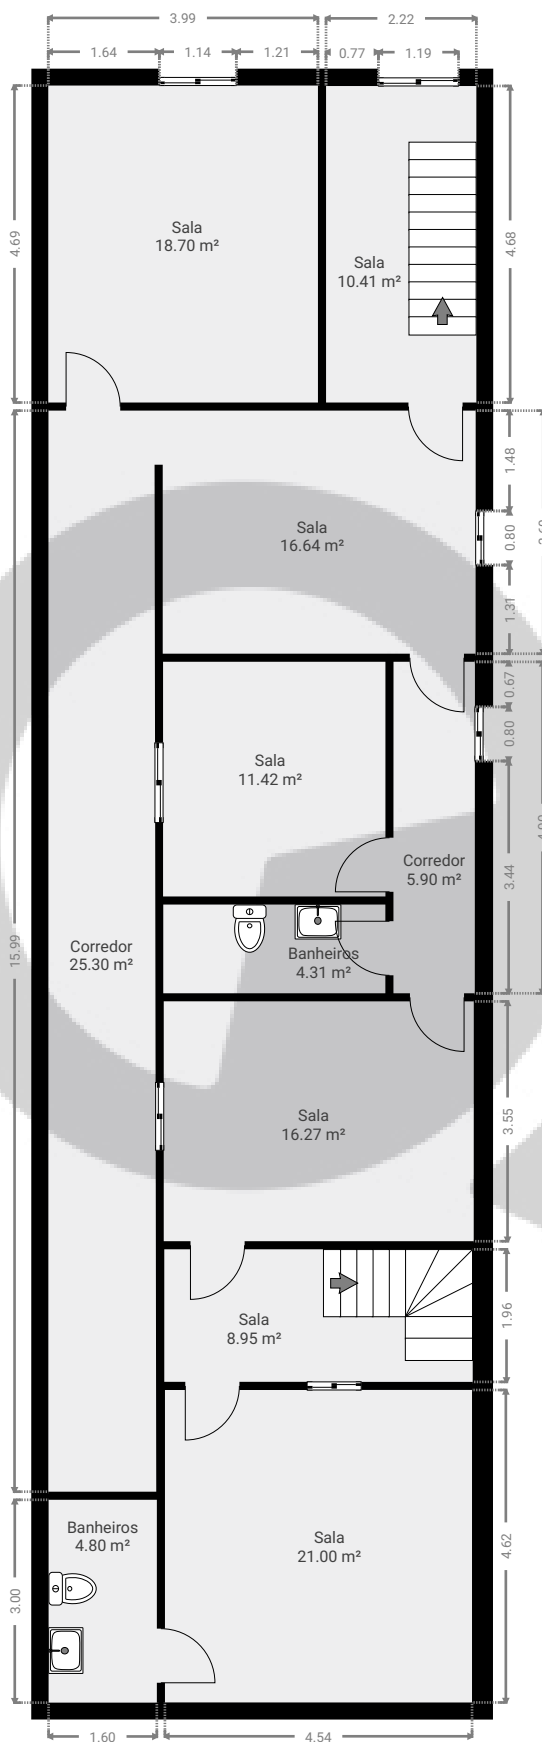 3.99
2.22
1.64
1.14
1.21
0.77
1.19
4.69
Sala
18.70 m²
Sala
10.41 m²
4.68
1.48
Sala
16.64 m²
0.80
1.31
0.67
Sala
11.42 m²
0.80
Corredor
5.90 m²
3.44
15.99
Corredor
25.30 m²
Banheiros
4.31 m²
Sala
16.27 m²
3.55
Sala
8.95 m²
1.96
Banheiros
4.80 m²
Sala
21.00 m²
4.62
3.00
1.60
4.54